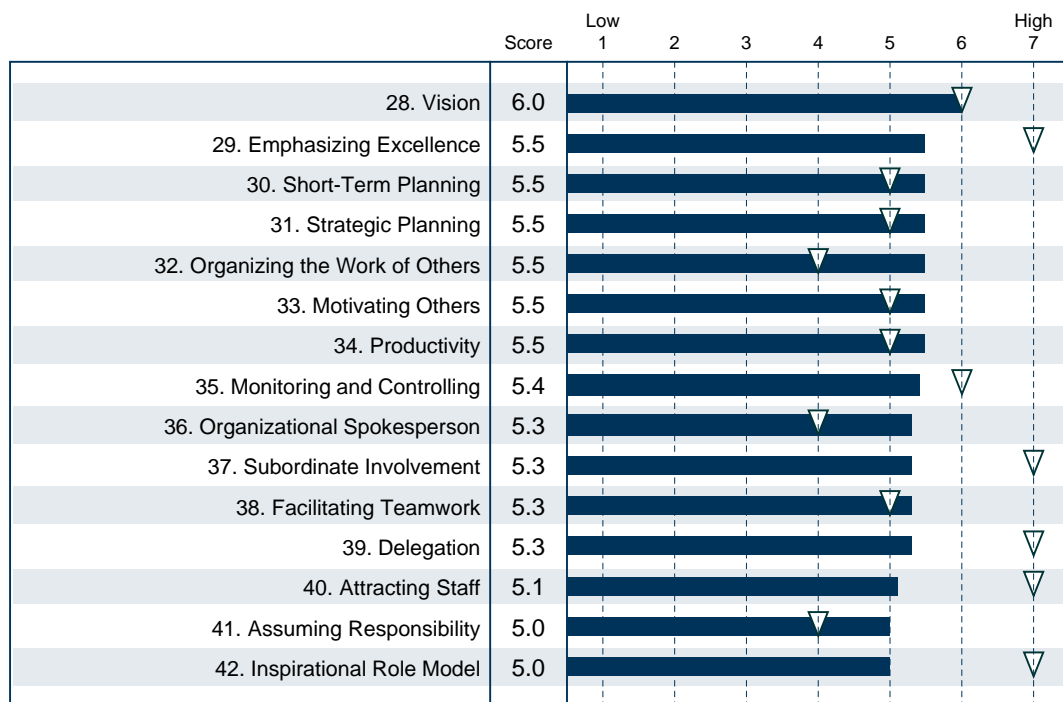 Low High
Score 1 2 3 4 5 6 7
28. Vision 6.0
29. Emphasizing Excellence 5.5
30. Short-Term Planning 5.5
31. Strategic Planning 5.5
32. Organizing the Work of Others 5.5
33. Motivating Others 5.5
34. Productivity 5.5
35. Monitoring and Controlling 5.4
36. Organizational Spokesperson 5.3
37. Subordinate Involvement 5.3
38. Facilitating Teamwork 5.3
39. Delegation 5.3
40. Attracting Staff 5.1
41. Assuming Responsibility 5.0
42. Inspirational Role Model 5.0